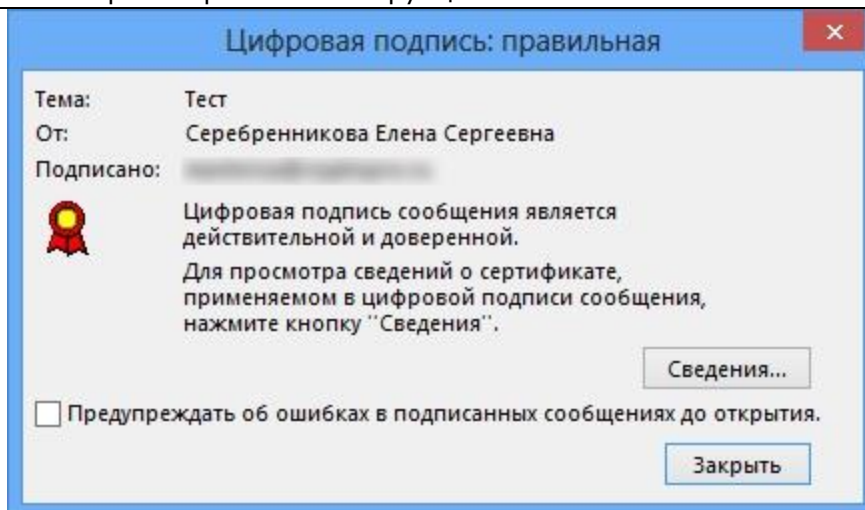 Цифровая подпись: правильная
Тема: Тест
От: Серебренникова Елена Сергеевна
Подписано:
Цифровая подпись сообщения является
действительной и доверенной.
Для просмотра сведений о сертификате,
применяемом в цифровой подписи сообщения,
нажмите кнопку "Сведения".
Сведения...
Предупреждать об ошибках в подписанных сообщениях до открытия.
Закрыть